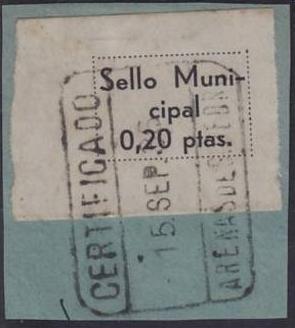 Sello Muni-
cipal
0,20 ptas.
CERTIFICADO
15 SEP.
ARENAS DE